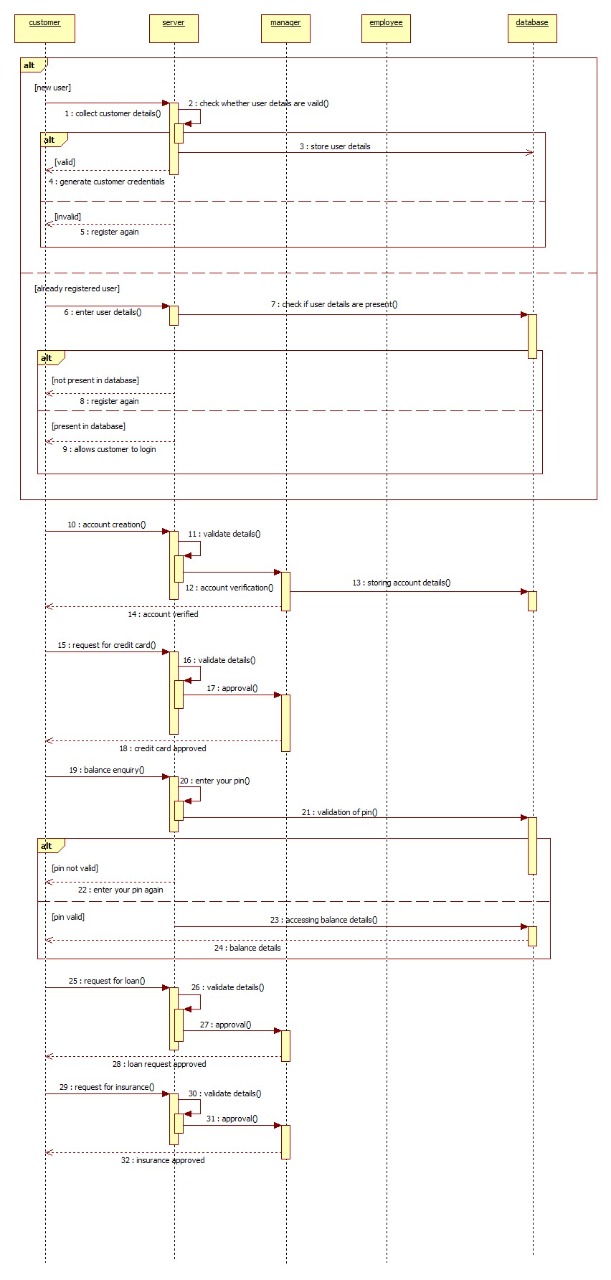 customer
server
manager
employee
database
alt
[new user]
1 : collect customer details()
2 : check whether user details are vaild()
alt
3 : store user details
[valid]
4 : generate customer credentials
[invalid]
5 : register again
[already registered user]
6 : enter user details()
7 : check if user details are present()
alt
[not present in database]
8 : register again
[present in database]
9 : allows customer to login
10 : account creation()
11 : validate details()
12 : account verification()
13 : storing account details()
14 : account verified
15 : request for credit card()
16 : validate details()
17 : approval()
18 : credit card approved
19 : balance enquiry()
20 : enter your pin()
21 : validation of pin()
alt
[pin not valid]
22 : enter your pin again
[pin valid]
23 : accessing balance details()
24 : balance details
25 : request for loan()
26 : validate details()
27 : approval()
28 : loan request approved
29 : request for insurance()
30 : validate details()
31 : approval()
32 : insurance approved